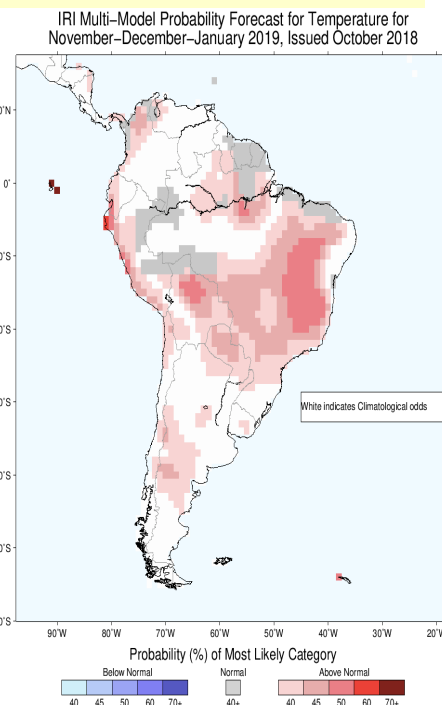 IRI Multi-Model Probability Forecast for Temperature for
November-December-January 2019, Issued October 2018
White indicates Climatological odds
90˚W 80˚W 70˚W 60˚W 50˚W 40˚W 30˚W 20˚W
Probability (%) of Most Likely Category
Below Normal Normal Above Normal
40 45 50 60 70+ 40+ 40 45 50 60 70+